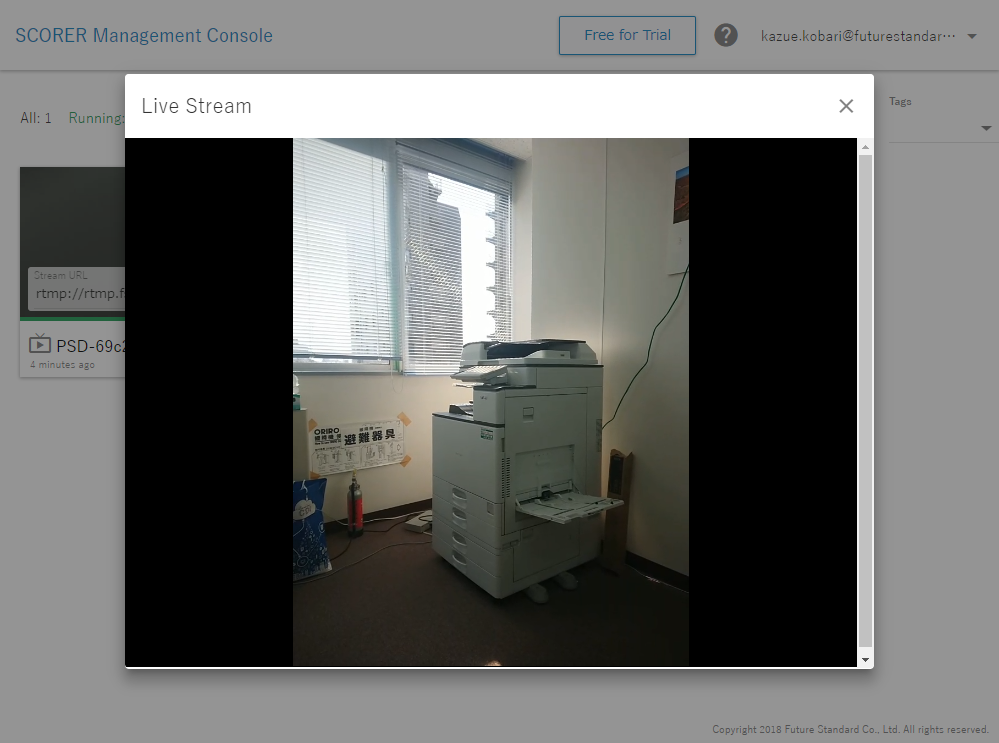 SCORER Management Console
Free for Trial
?
kazue.kobari@futurestandar···
Live Stream
All: 1
Running:
Tags
Stream URL
rtmp://rtmp.f
PSD-69c2
4 minutes ago
ORIRO
避難器具
Copyright 2018 Future Standard Co., Ltd. All rights reserved.